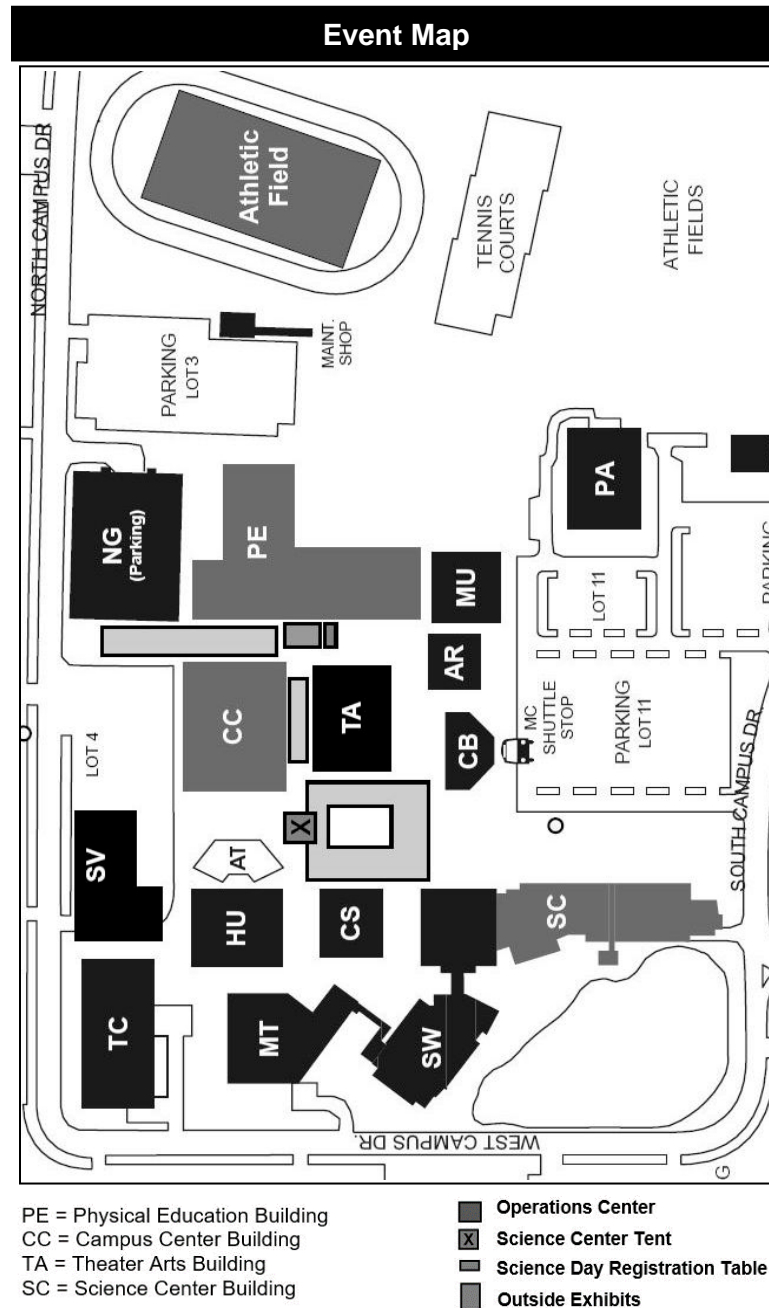 Event Map
NORTH CAMPUS DR
Athletic
Field
TENNIS
COURTS
ATHLETIC
FIELDS
MAINT.
SHOP
PARKING
LOT3
NG
(Parking)
PE
PA
MU
LOT 11
PARKING
AR
CC
TA
CB
MC
SHUTTLE
STOP
PARKING
LOT11
LOT 4
SOUTH CAMPUS DR.
X
SV
AT
HU
CS
SC
TC
MT
SW
WEST CAMPUS DR.
G
PE = Physical Education Building
CC = Campus Center Building
TA = Theater Arts Building
SC = Science Center Building
Operations Center
X Science Center Tent
Science Day Registration Table
Outside Exhibits